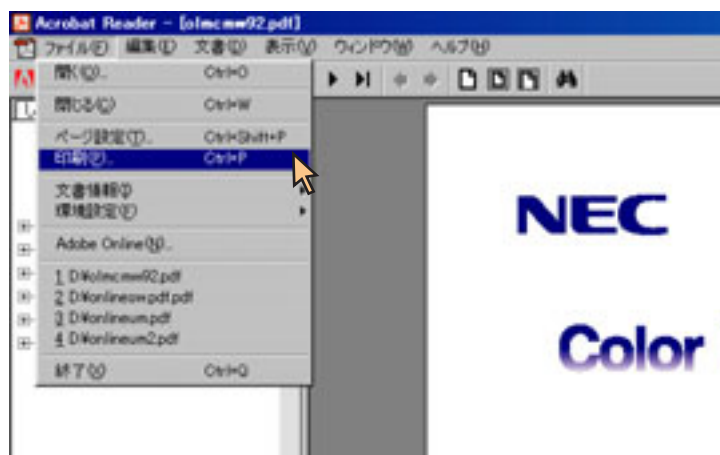 Acrobat Reader - [olmcmw92.pdf]
ファイル(F) 編集(E) 文書(D) 表示(V) ウィンドウ(W) ヘルプ(H)
開く(O)... Ctrl+O
閉じる(C) Ctrl+W
ページ設定(T)... Ctrl+Shift+P
印刷(P)... Ctrl+P
文書情報(I)
環境設定(E)
Adobe Online(N)...
1 D:¥olmcmw92.pdf
2 D:¥onlinesw.pdf.pdf
3 D:¥onlineum.pdf
4 D:¥onlineum2.pdf
終了(X) Ctrl+Q
NEC
Color